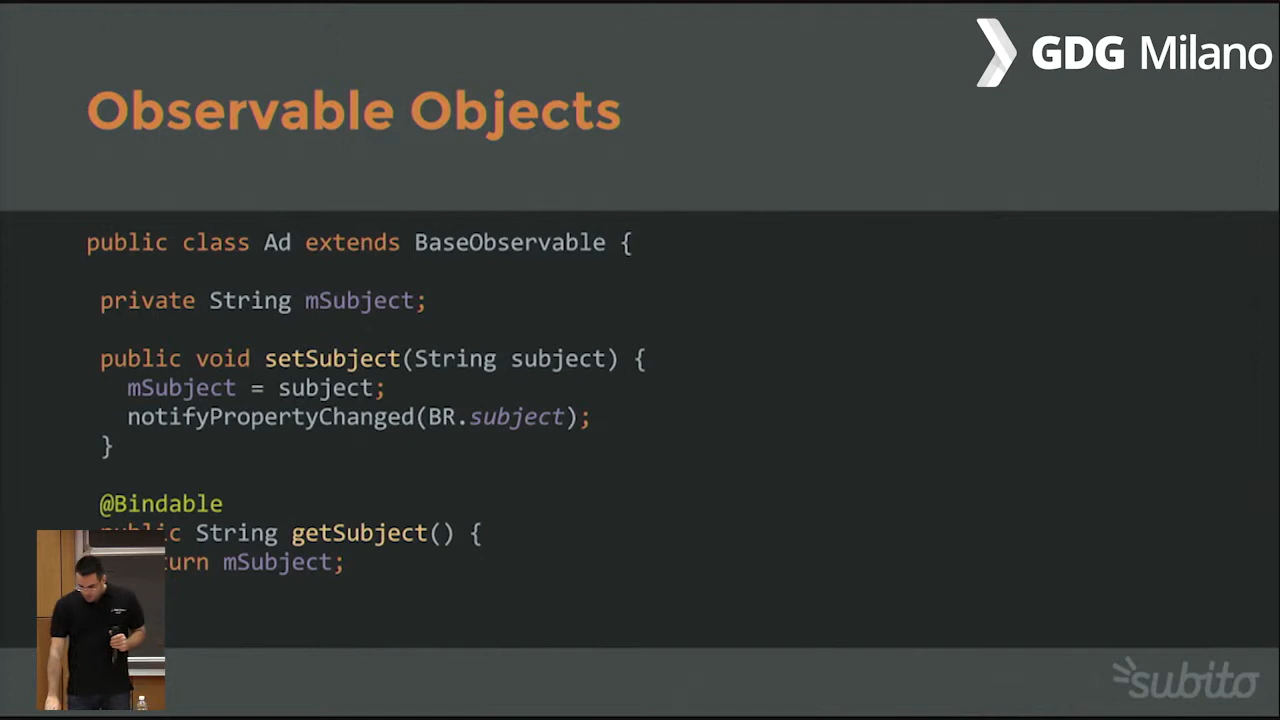 GDG Milano
Observable Objects
public class Ad extends BaseObservable {
private String mSubject;
public void setSubject(String subject) {
mSubject = subject;
notifyPropertyChanged(BR.subject);
}
@Bindable
String getSubject() {
mSubject;
subito